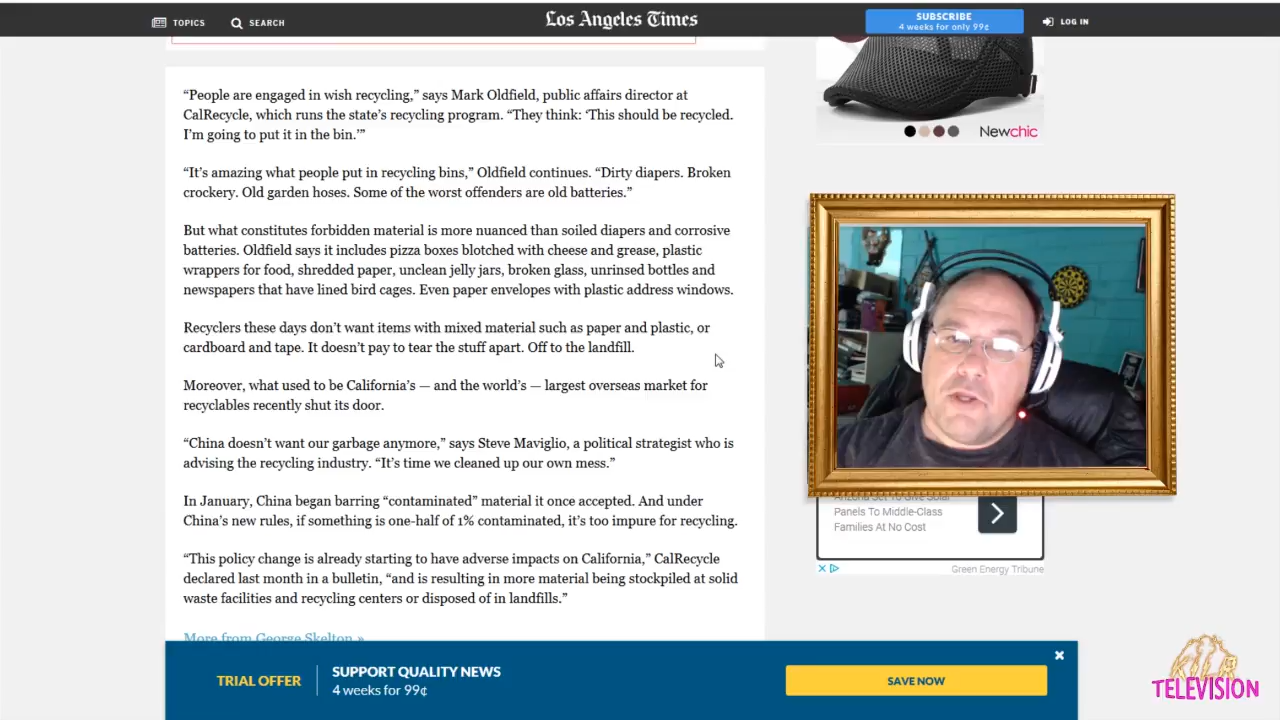 TOPICS
SEARCH
Los Angeles Times
SUBSCRIBE
4 weeks for only 99¢
LOG IN
“People are engaged in wish recycling,” says Mark Oldfield, public affairs director at
CalRecycle, which runs the state’s recycling program. “They think: ‘This should be recycled.
I’m going to put it in the bin.’”
“It’s amazing what people put in recycling bins,” Oldfield continues. “Dirty diapers. Broken
crockery. Old garden hoses. Some of the worst offenders are old batteries.”
But what constitutes forbidden material is more nuanced than soiled diapers and corrosive
batteries. Oldfield says it includes pizza boxes blotched with cheese and grease, plastic
wrappers for food, shredded paper, unclean jelly jars, broken glass, unrinsed bottles and
newspapers that have lined bird cages. Even paper envelopes with plastic address windows.
Recyclers these days don’t want items with mixed material such as paper and plastic, or
cardboard and tape. It doesn’t pay to tear the stuff apart. Off to the landfill.
Moreover, what used to be California’s — and the world’s — largest overseas market for
recyclables recently shut its door.
“China doesn’t want our garbage anymore,” says Steve Maviglio, a political strategist who is
advising the recycling industry. “It’s time we cleaned up our own mess.”
In January, China began barring “contaminated” material it once accepted. And under
China’s new rules, if something is one-half of 1% contaminated, it’s too impure for recycling.
“This policy change is already starting to have adverse impacts on California,” CalRecycle
declared last month in a bulletin, “and is resulting in more material being stockpiled at solid
waste facilities and recycling centers or disposed of in landfills.”
More from George Skelton »
Newchic
Arizona Set To Give Solar
Panels To Middle-Class
Families At No Cost
Green Energy Tribune
TRIAL OFFER
SUPPORT QUALITY NEWS
4 weeks for 99¢
SAVE NOW
TELEVISION